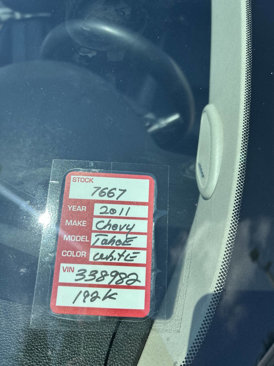 STOCK
7667
YEAR 2011
MAKE Chevy
MODEL TahoE
COLOR whitE
VIN 338982
192K